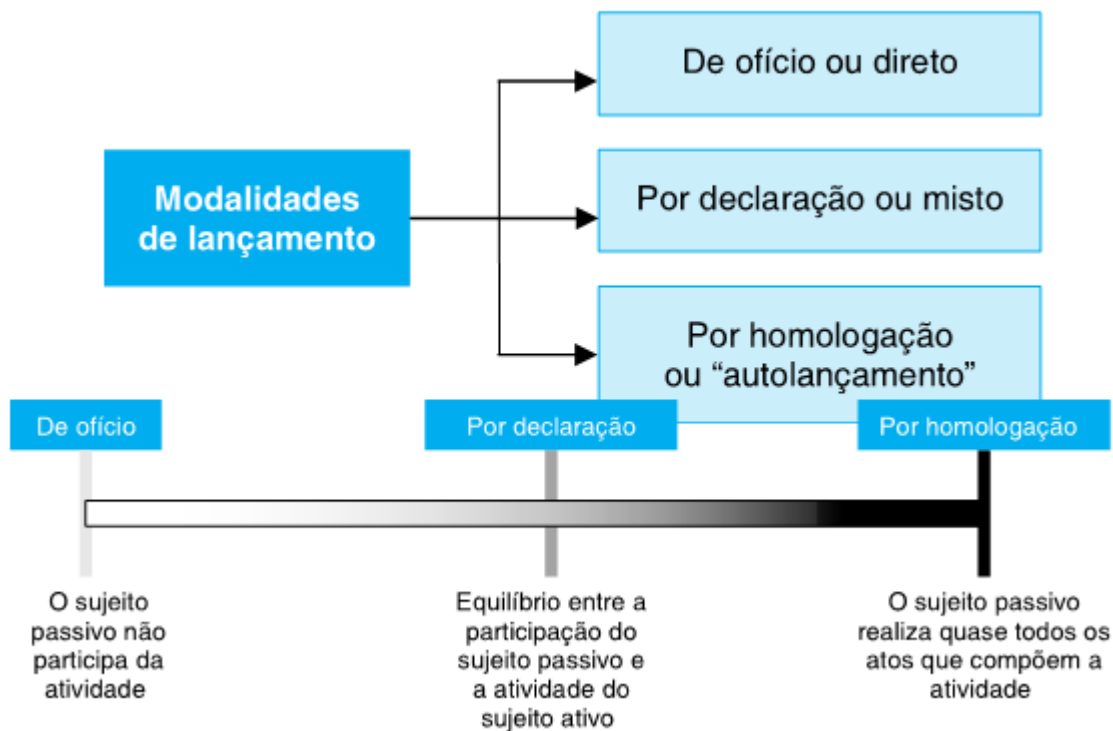 De ofício ou direto
Modalidades
de lançamento
Por declaração ou misto
Por homologação
ou “autolançamento”
De ofício
Por declaração
Por homologação
O sujeito
passivo não
participa da
atividade
Equilíbrio entre a
participação do
sujeito passivo e
a atividade do
sujeito ativo
O sujeito passivo
realiza quase todos os
atos que compõem a
atividade